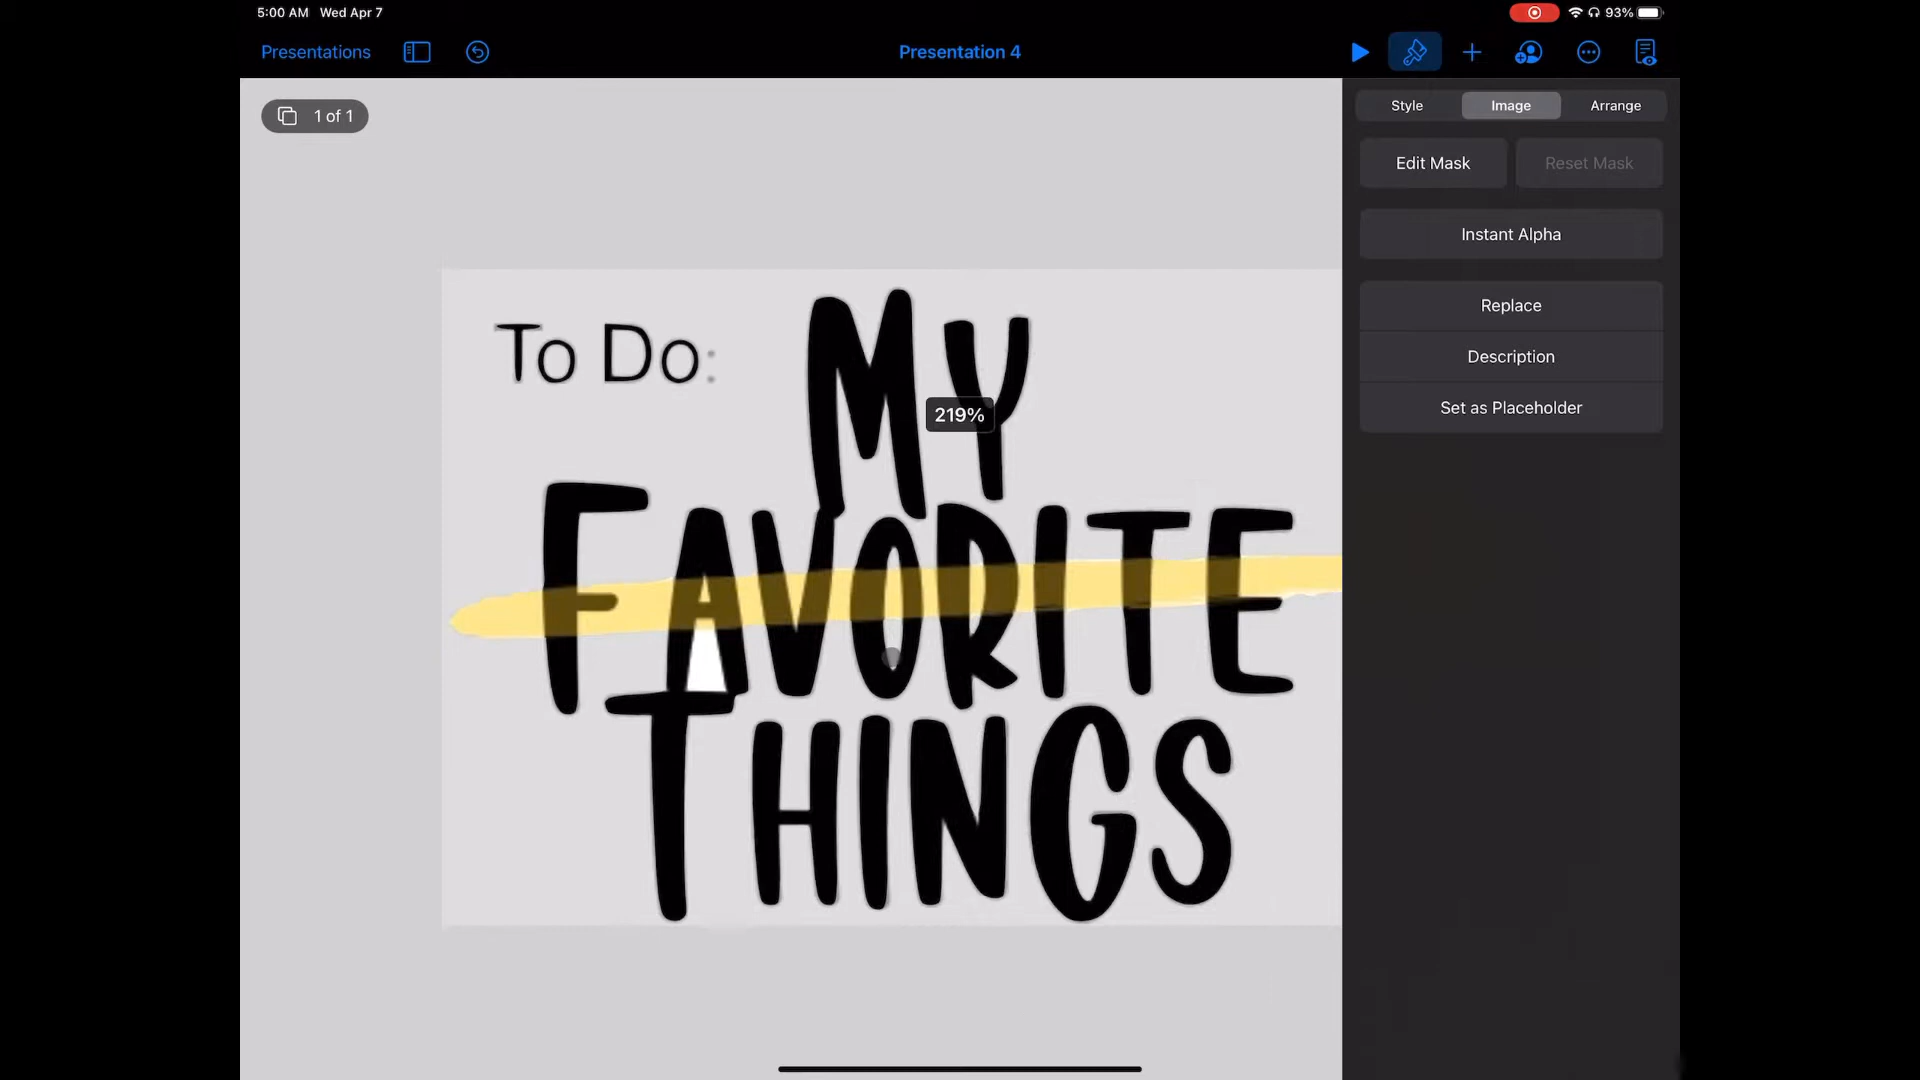 5:00 AM Wed Apr 7
93%
Presentations
Presentation 4
1 of 1
Style
Image
Arrange
Edit Mask
Reset Mask
Instant Alpha
Replace
Description
Set as Placeholder
To Do:
219%
MY
FAVORITE
THINGS